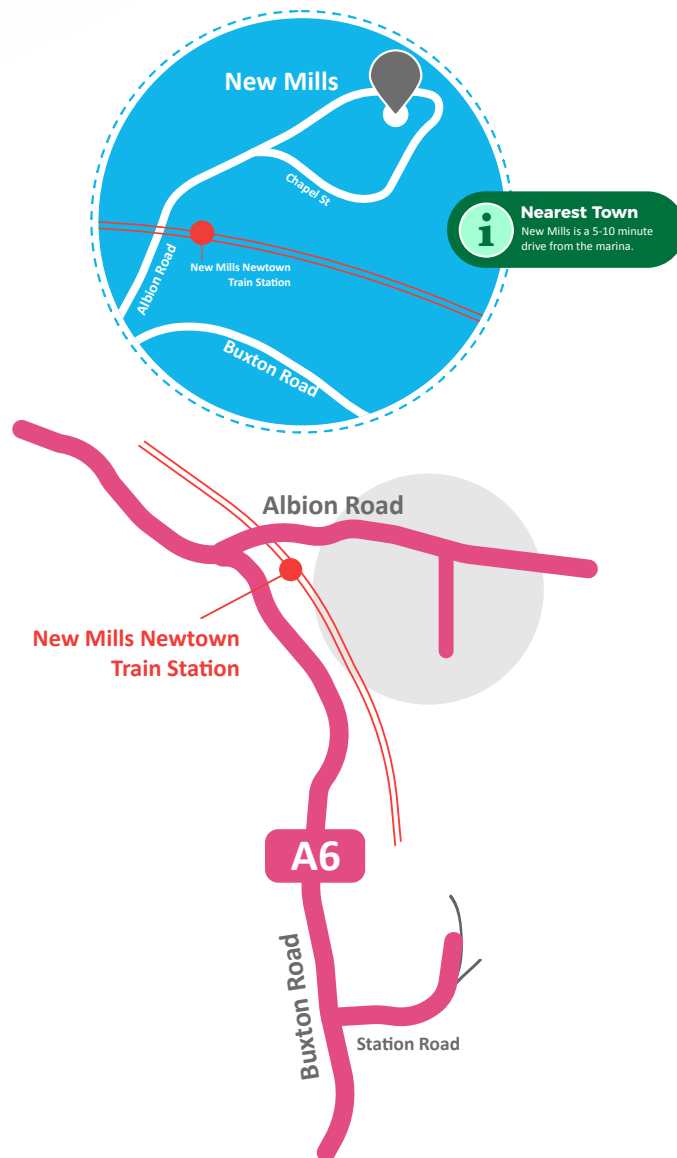 New Mills
Chapel St
Nearest Town
New Mills is a 5-10 minute
drive from the marina.
Albion Road
New Mills Newtown
Train Station
Buxton Road
Albion Road
New Mills Newtown
Train Station
A6
Buxton Road
Station Road